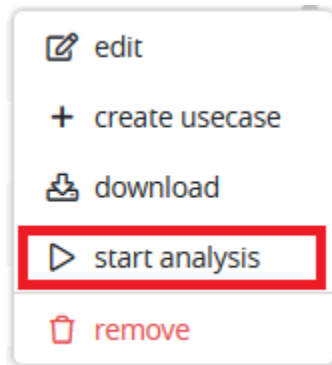 edit
create usecase
download
start analysis
remove